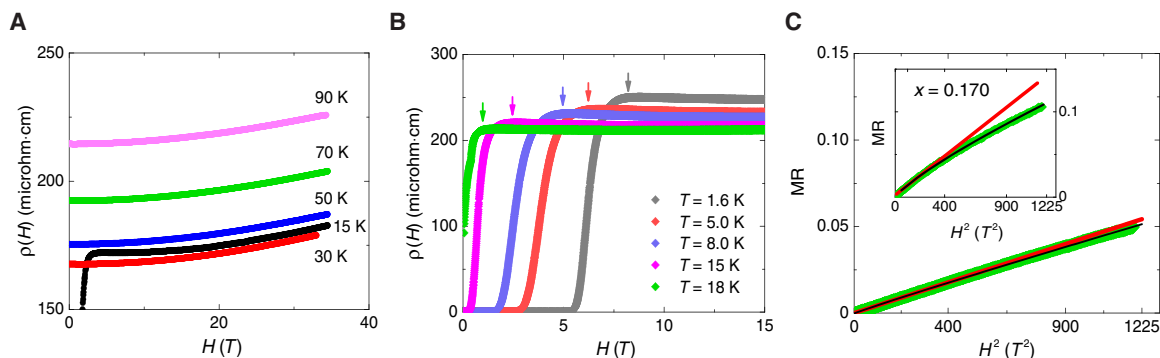 A
250
200
150
ρ(H) (microhm·cm)
90 K
70 K
50 K
15 K
30 K
0
20
40
H (T)
B
300
200
100
0
ρ(H) (microhm·cm)
T = 1.6 K
T = 5.0 K
T = 8.0 K
T = 15 K
T = 18 K
0
5
10
15
H (T)
C
0.15
0.10
0.05
0.00
MR
x = 0.170
MR
0.1
0
0
400
900
1225
H² (T²)
0
400
900
1225
H² (T²)